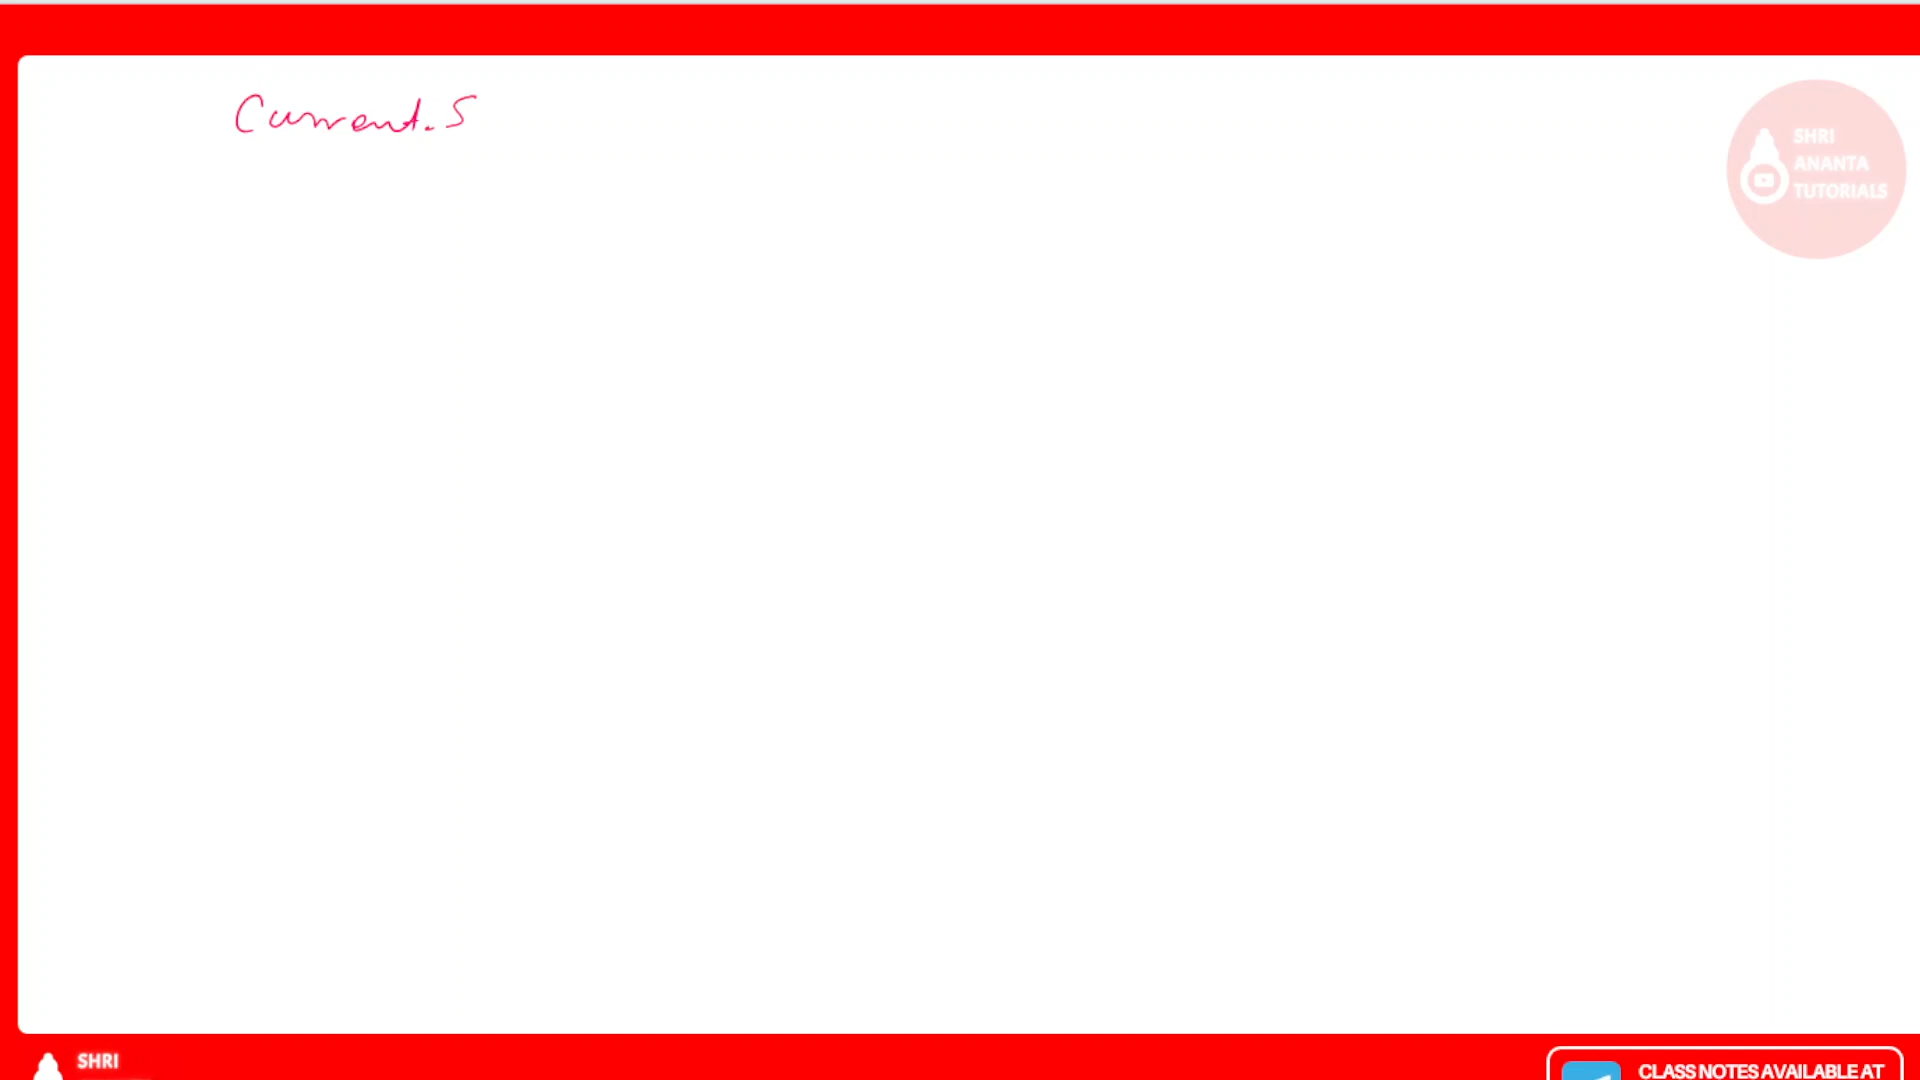 Current. S
SHRI
ANANTA
TUTORIALS
SHRI
CLASS NOTES AVAILABLE AT